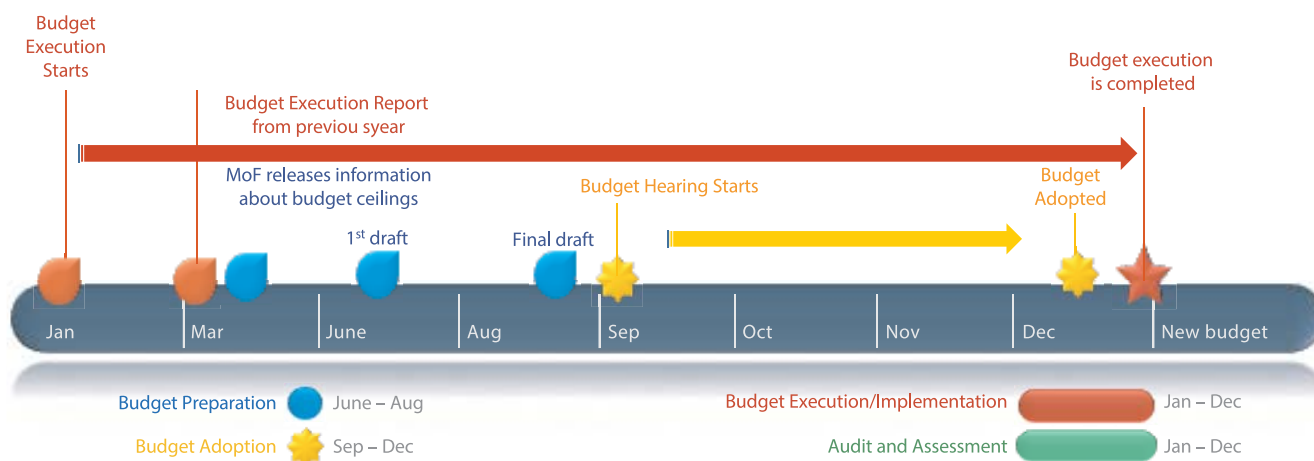 Budget
Execution
Starts
Budget Execution Report
from previou syear
Budget execution
is completed
MoF releases information
about budget ceilings
Budget Hearing Starts
Budget
Adopted
1st draft
Final draft
Jan
Mar
June
Aug
Sep
Oct
Nov
Dec
New budget
Budget Preparation June – Aug
Budget Execution/Implementation Jan – Dec
Budget Adoption Sep – Dec
Audit and Assessment Jan – Dec